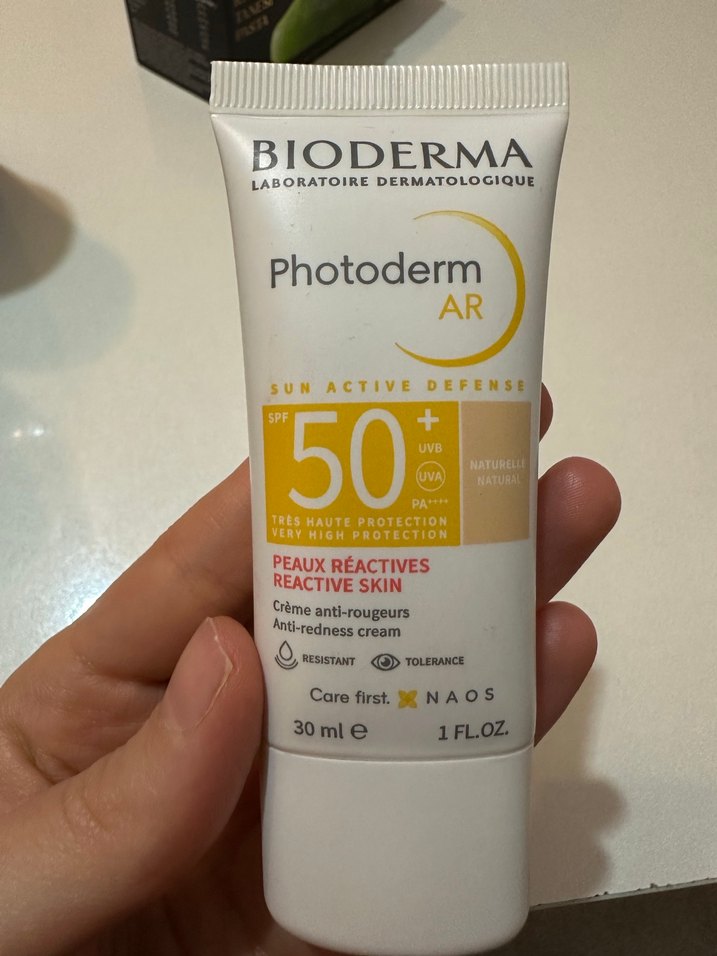 TANESI
PASTA
BIODERMA
LABORATOIRE DERMATOLOGIQUE
Photoderm
AR
SUN ACTIVE DEFENSE
SPF 50+
UVB
UVA
PA++++
NATURELLE
NATURAL
TRÈS HAUTE PROTECTION
VERY HIGH PROTECTION
PEAUX RÉACTIVES
REACTIVE SKIN
Crème anti-rougeurs
Anti-redness cream
RESISTANT TOLERANCE
Care first. NAOS
30 ml e 1 FL.OZ.